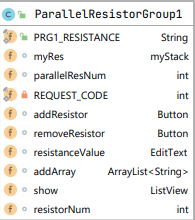 C ParallelResistorGroup1
f PRG1_RESISTANCE String
f myRes myStack
f parallelResNum int
f REQUEST_CODE int
f addResistor Button
f removeResistor Button
f resistanceValue EditText
f addArray ArrayList<String>
f show ListView
f resistorNum int